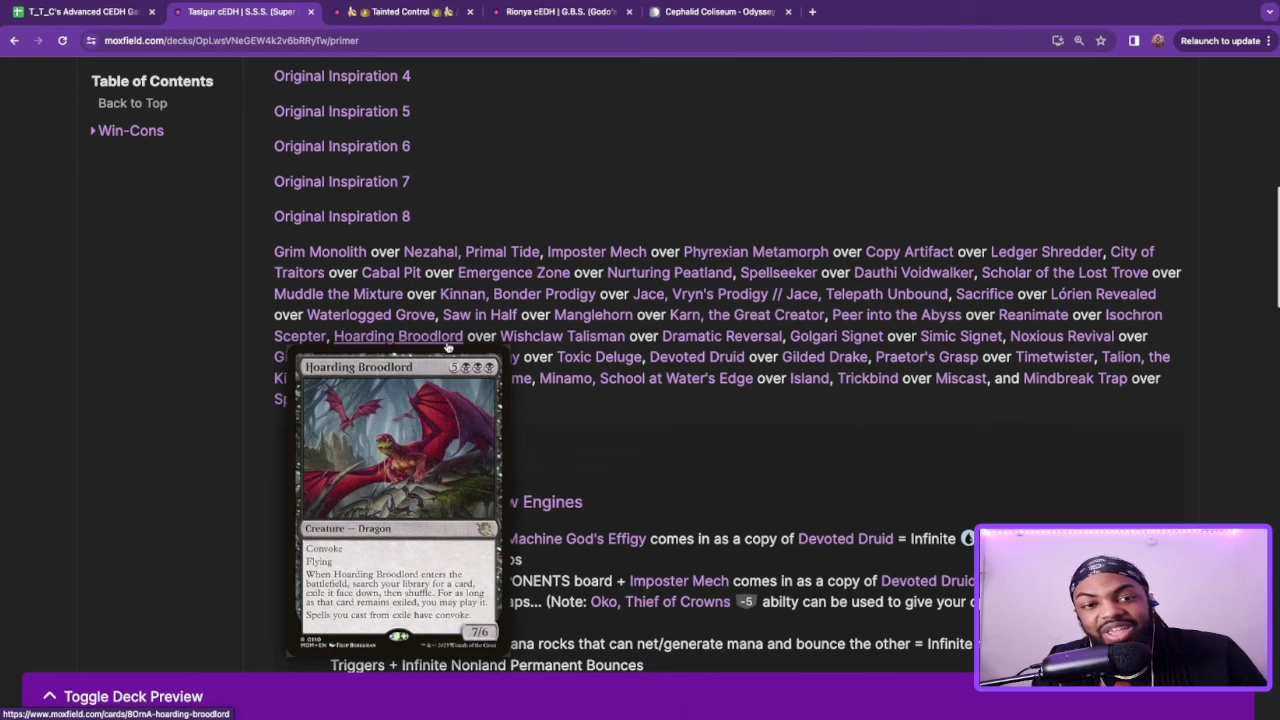 T_T_C's Advanced CEDH Ga
Tasigur cEDH | S.S.S. (Super
Tainted Control
Rionya cEDH | G.B.S. (Godo's
Cephalid Coliseum - Odyssey
moxfield.com/decks/OpLwsVNeGEW4k2v6bRRyTw/primer
Relaunch to update
Table of Contents
Back to Top
Win-Cons
Original Inspiration 4
Original Inspiration 5
Original Inspiration 6
Original Inspiration 7
Original Inspiration 8
Grim Monolith over Nezahal, Primal Tide, Imposter Mech over Phyrexian Metamorph over Copy Artifact over Ledger Shredder, City of
Traitors over Cabal Pit over Emergence Zone over Nurturing Peatland, Spellseeker over Dauthi Voidwalker, Scholar of the Lost Trove over
Muddle the Mixture over Kinnan, Bonder Prodigy over Jace, Vryn's Prodigy // Jace, Telepath Unbound, Sacrifice over Lórien Revealed
over Waterlogged Grove, Saw in Half over Manglehorn over Karn, the Great Creator, Peer into the Abyss over Reanimate over Isochron
Scepter, Hoarding Broodlord over Wishclaw Talisman over Dramatic Reversal, Golgari Signet over Simic Signet, Noxious Revival over
G y over Toxic Deluge, Devoted Druid over Gilded Drake, Praetor's Grasp over Timetwister, Talion, the
Ki me, Minamo, School at Water's Edge over Island, Trickbind over Miscast, and Mindbreak Trap over
Sp
Hoarding Broodlord 5
Creature — Dragon
Convoke
Flying
When Hoarding Broodlord enters the
battlefield, search your library for a card,
exile it face down, then shuffle. For as long
as that card remains exiled, you may play it.
Spells you cast from exile have convoke.
7/6
R 0110
MOM • EN
w Engines
Machine God's Effigy comes in as a copy of Devoted Druid = Infinite
ps
PONENTS board + Imposter Mech comes in as a copy of Devoted Druid
aps... (Note: Oko, Thief of Crowns -5 abilty can be used to give your o
ana rocks that can net/generate mana and bounce the other = Infinite
Triggers + Infinite Nonland Permanent Bounces
Toggle Deck Preview
https://www.moxfield.com/cards/8OrnA-hoarding-broodlord